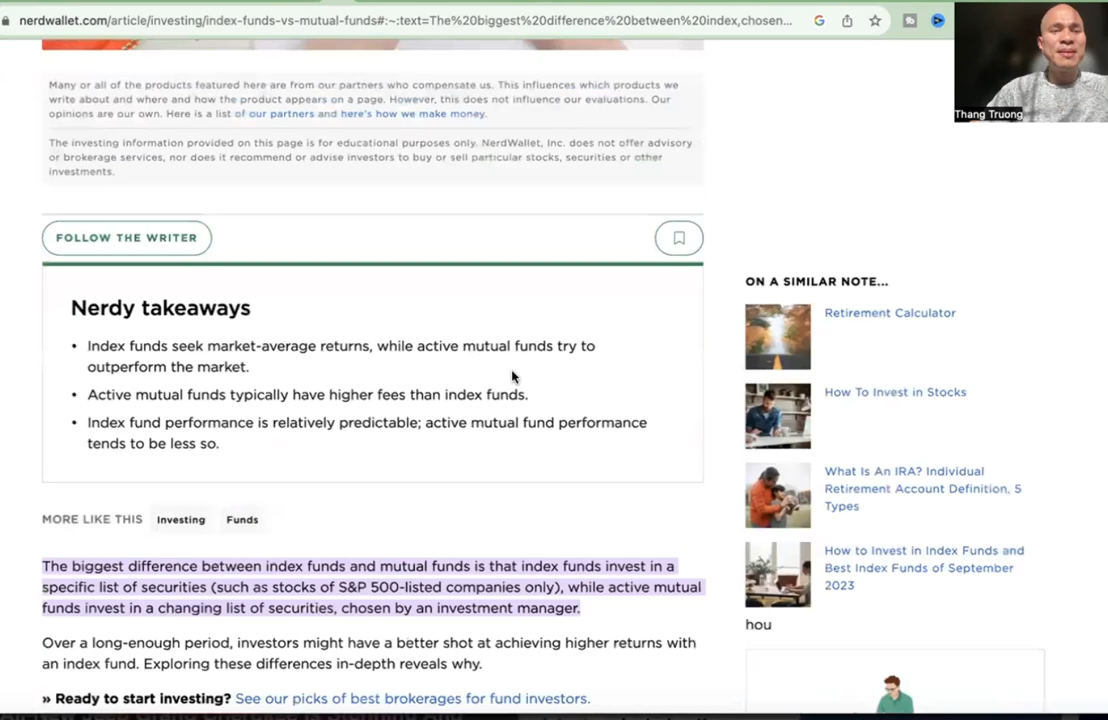 nerdwallet.com/article/investing/index-funds-vs-mutual-funds#:~:text=The%20biggest%20difference%20between%20index,chosen...
Thang Truong
Many or all of the products featured here are from our partners who compensate us. This influences which products we
write about and where and how the product appears on a page. However, this does not influence our evaluations. Our
opinions are our own. Here is a list of our partners and here's how we make money.
The investing information provided on this page is for educational purposes only. NerdWallet, Inc. does not offer advisory
or brokerage services, nor does it recommend or advise investors to buy or sell particular stocks, securities or other
investments.
FOLLOW THE WRITER
Nerdy takeaways
• Index funds seek market-average returns, while active mutual funds try to
outperform the market.
• Active mutual funds typically have higher fees than index funds.
• Index fund performance is relatively predictable; active mutual fund performance
tends to be less so.
MORE LIKE THIS Investing Funds
The biggest difference between index funds and mutual funds is that index funds invest in a
specific list of securities (such as stocks of S&P 500-listed companies only), while active mutual
funds invest in a changing list of securities, chosen by an investment manager.
Over a long-enough period, investors might have a better shot at achieving higher returns with
an index fund. Exploring these differences in-depth reveals why.
» Ready to start investing? See our picks of best brokerages for fund investors.
ON A SIMILAR NOTE...
Retirement Calculator
How To Invest in Stocks
What Is An IRA? Individual
Retirement Account Definition, 5
Types
How to Invest in Index Funds and
Best Index Funds of September
2023
hou